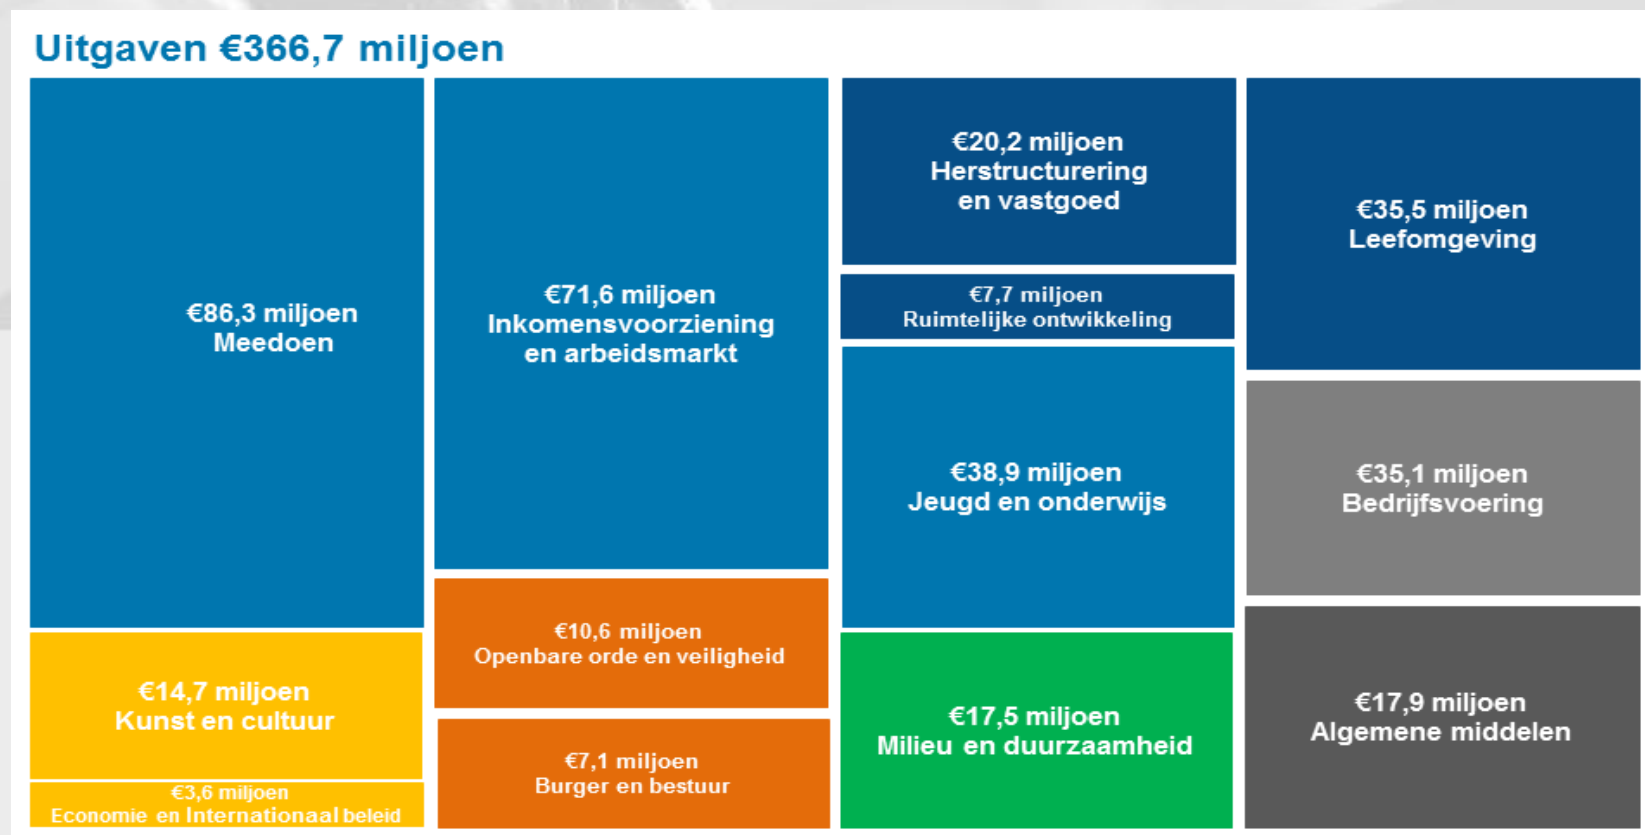 Uitgaven €366,7 miljoen
€86,3 miljoen
Meedoen
€14,7 miljoen
Kunst en cultuur
€3,6 miljoen
Economie en Internationaal beleid
€71,6 miljoen
Inkomensvoorziening
en arbeidsmarkt
€10,6 miljoen
Openbare orde en veiligheid
€7,1 miljoen
Burger en bestuur
€20,2 miljoen
Herstructurering
en vastgoed
€7,7 miljoen
Ruimtelijke ontwikkeling
€38,9 miljoen
Jeugd en onderwijs
€17,5 miljoen
Milieu en duurzaamheid
€35,5 miljoen
Leefomgeving
€35,1 miljoen
Bedrijfsvoering
€17,9 miljoen
Algemene middelen